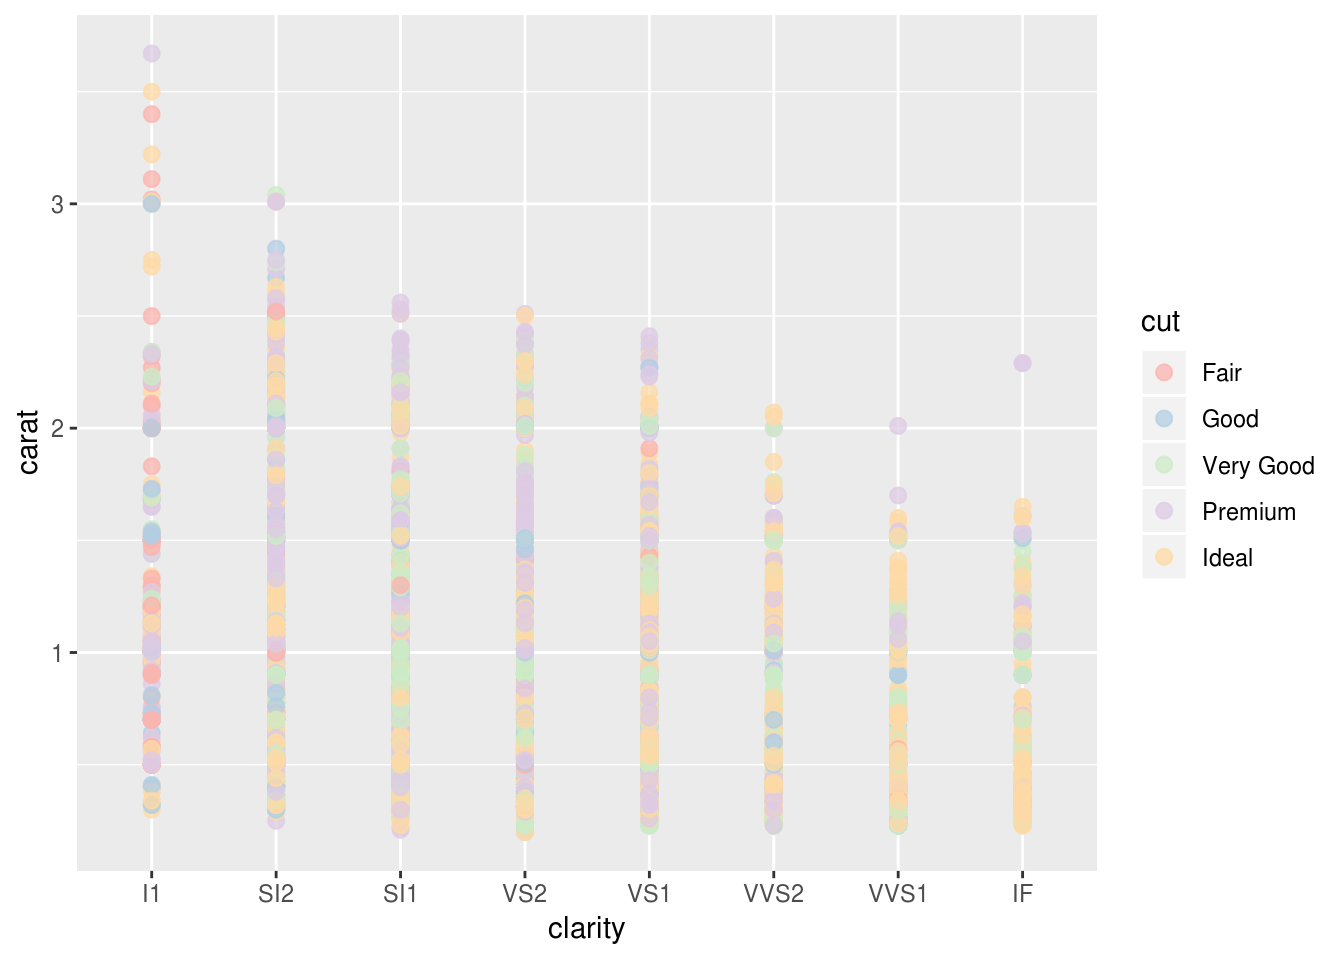 carat
3
2
1
I1 SI2 SI1 VS2 VS1 VVS2 VVS1 IF
clarity
cut
Fair
Good
Very Good
Premium
Ideal